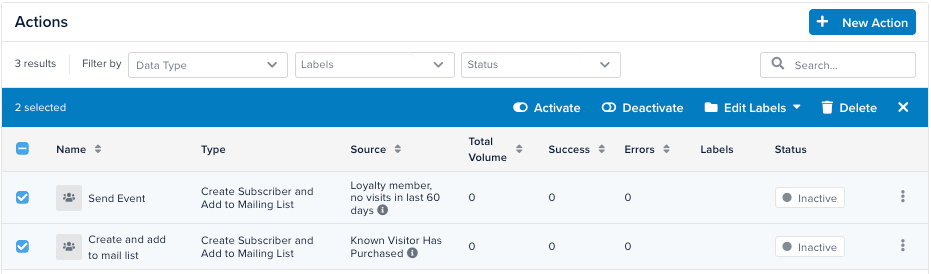 Actions
New Action
3 results
Filter by
Data Type
Labels
Status
Search...
2 selected
Activate
Deactivate
Edit Labels
Delete
Name
Type
Source
Total
Volume
Success
Errors
Labels
Status
Send Event
Create Subscriber and
Add to Mailing List
Loyalty member,
no visits in last 60
days
0
0
0
Inactive
Create and add
to mail list
Create Subscriber and
Add to Mailing List
Known Visitor Has
Purchased
0
0
0
Inactive